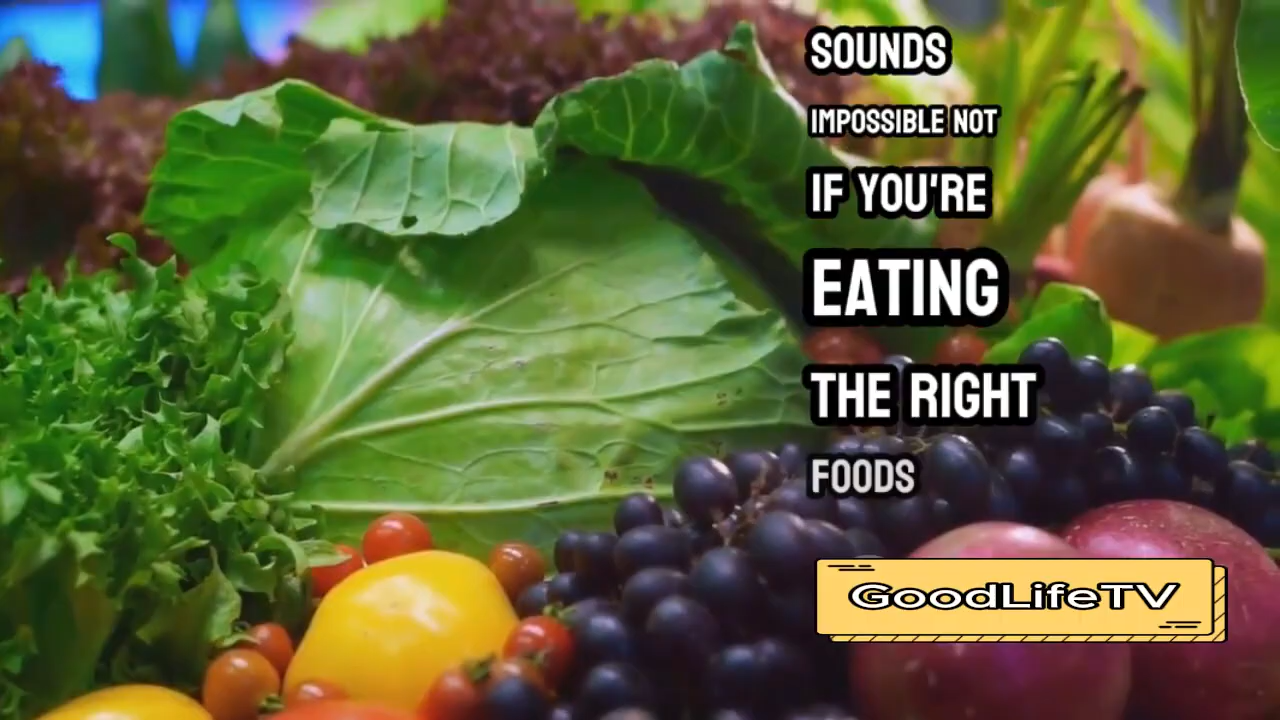 SOUNDS
IMPOSSIBLE NOT
IF YOU'RE
EATING
THE RIGHT
FOODS
GoodLifeTV